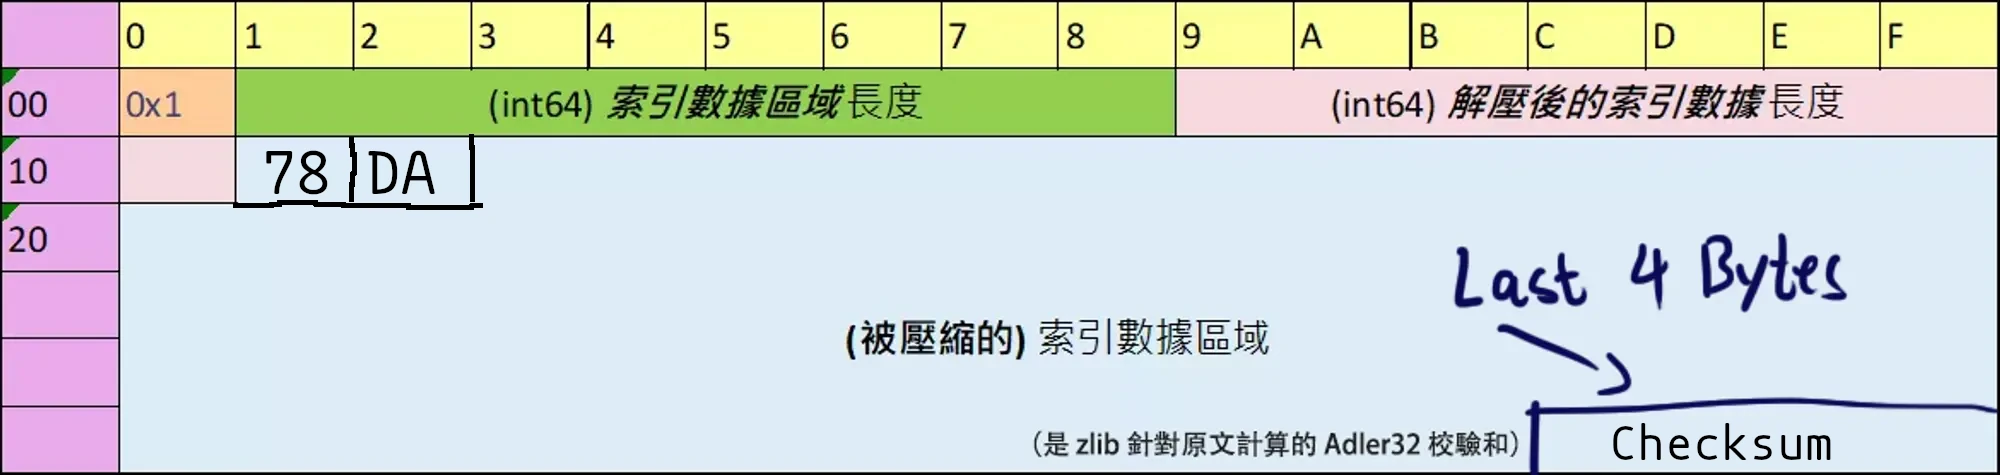 0 1 2 3 4 5 6 7 8 9 A B C D E F
00 0x1 (int64) 索引數據區域長度 (int64) 解壓後的索引數據長度
10 78 DA
20
Last 4 Bytes
(被壓縮的) 索引數據區域
(是 zlib 針對原文計算的 Adler32 校驗和) Checksum